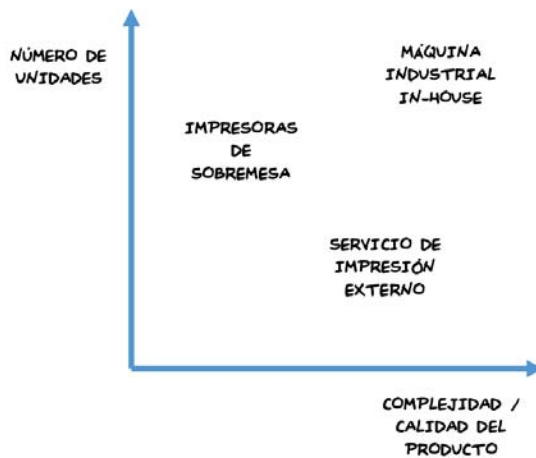 NÚMERO DE
UNIDADES
MÁQUINA
INDUSTRIAL
IN-HOUSE
IMPRESORAS
DE
SOBREMESA
SERVICIO DE
IMPRESIÓN
EXTERNO
COMPLEJIDAD /
CALIDAD DEL
PRODUCTO